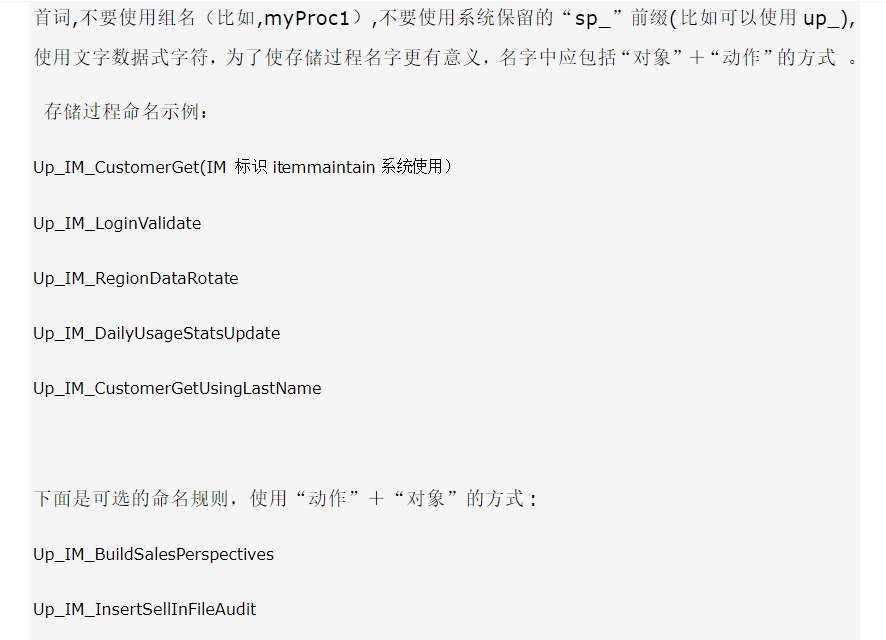 首词,不要使用组名（比如,myProc1）,不要使用系统保留的“sp_”前缀(比如可以使用 up_),
使用文字数据式字符，为了使存储过程名字更有意义，名字中应包括“对象”＋“动作”的方式 。
存储过程命名示例：
Up_IM_CustomerGet(IM 标识 itemmaintain 系统使用）
Up_IM_LoginValidate
Up_IM_RegionDataRotate
Up_IM_DailyUsageStatsUpdate
Up_IM_CustomerGetUsingLastName
下面是可选的命名规则，使用“动作”＋“对象”的方式：
Up_IM_BuildSalesPerspectives
Up_IM_InsertSellInFileAudit